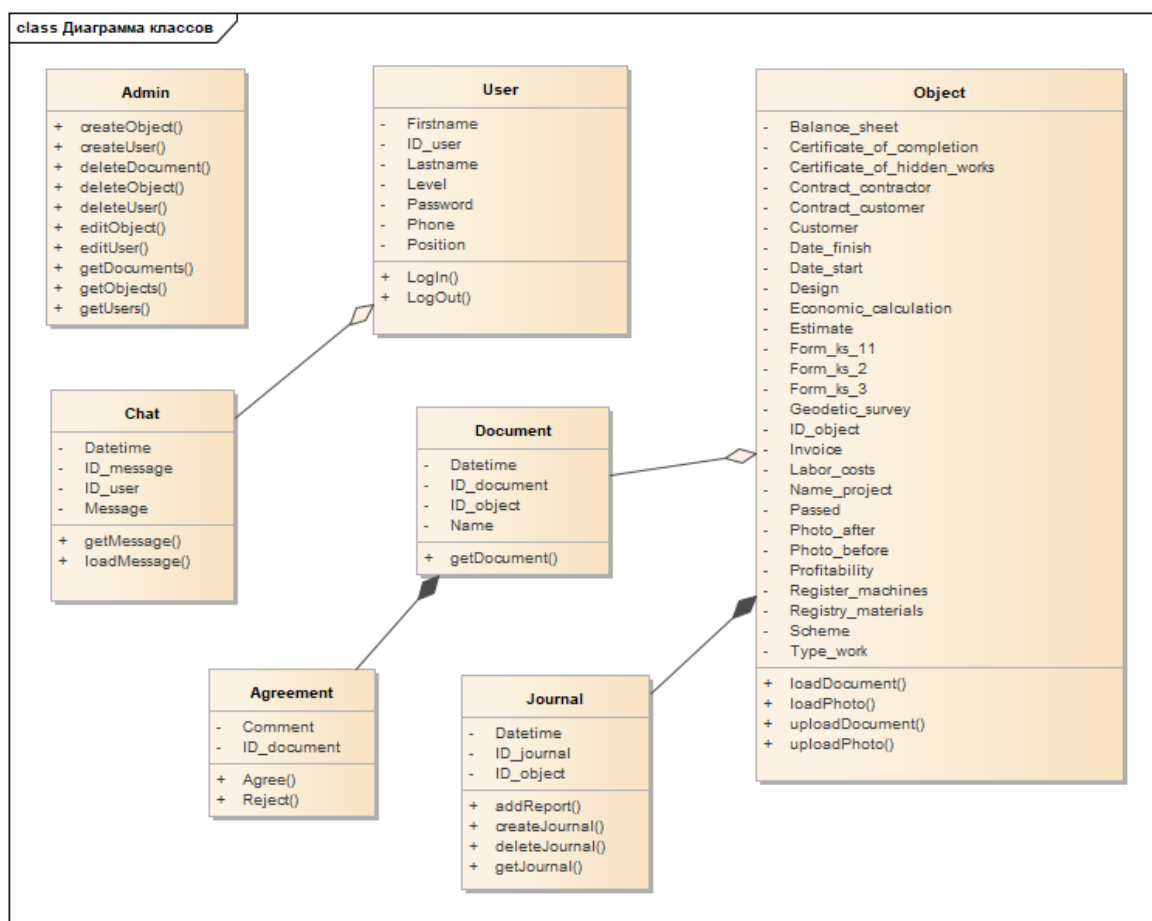 class Диаграмма классов
Admin
+ createObject()
+ createUser()
+ deleteDocument()
+ deleteObject()
+ deleteUser()
+ editObject()
+ editUser()
+ getDocuments()
+ getObjects()
+ getUsers()
User
- Firstname
- ID_user
- Lastname
- Level
- Password
- Phone
- Position
+ LogIn()
+ LogOut()
Object
- Balance_sheet
- Certificate_of_completion
- Certificate_of_hidden_works
- Contract_contractor
- Contract_customer
- Customer
- Date_finish
- Date_start
- Design
- Economic_calculation
- Estimate
- Form_ks_11
- Form_ks_2
- Form_ks_3
- Geodetic_survey
- ID_object
- Invoice
- Labor_costs
- Name_project
- Passed
- Photo_after
- Photo_before
- Profitability
- Register_machines
- Registry_materials
- Scheme
- Type_work
+ loadDocument()
+ loadPhoto()
+ uploadDocument()
+ uploadPhoto()
Chat
- Datetime
- ID_message
- ID_user
- Message
+ getMessage()
+ loadMessage()
Document
- Datetime
- ID_document
- ID_object
- Name
+ getDocument()
Agreement
- Comment
- ID_document
+ Agree()
+ Reject()
Journal
- Datetime
- ID_journal
- ID_object
+ addReport()
+ createJournal()
+ deleteJournal()
+ getJournal()